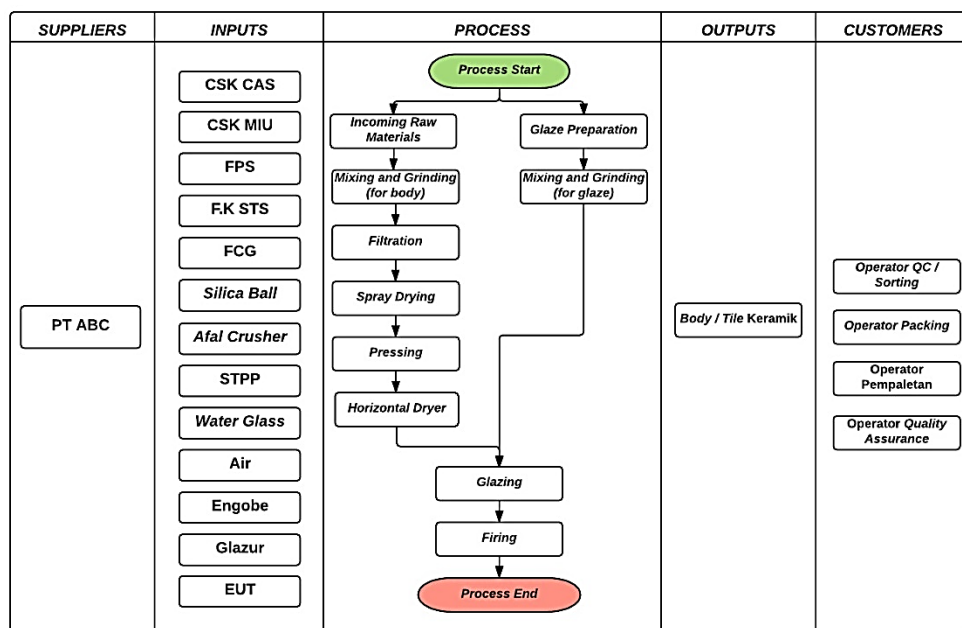 SUPPLIERS
INPUTS
PROCESS
OUTPUTS
CUSTOMERS
PT ABC
CSK CAS
CSK MIU
FPS
F.K STS
FCG
Silica Ball
Afal Crusher
STPP
Water Glass
Air
Engobe
Glazur
EUT
Process Start
Incoming Raw
Materials
Glaze Preparation
Mixing and Grinding
(for body)
Mixing and Grinding
(for glaze)
Filtration
Spray Drying
Pressing
Horizontal Dryer
Glazing
Firing
Process End
Body / Tile Keramik
Operator QC /
Sorting
Operator Packing
Operator
Pempaletan
Operator Quality
Assurance